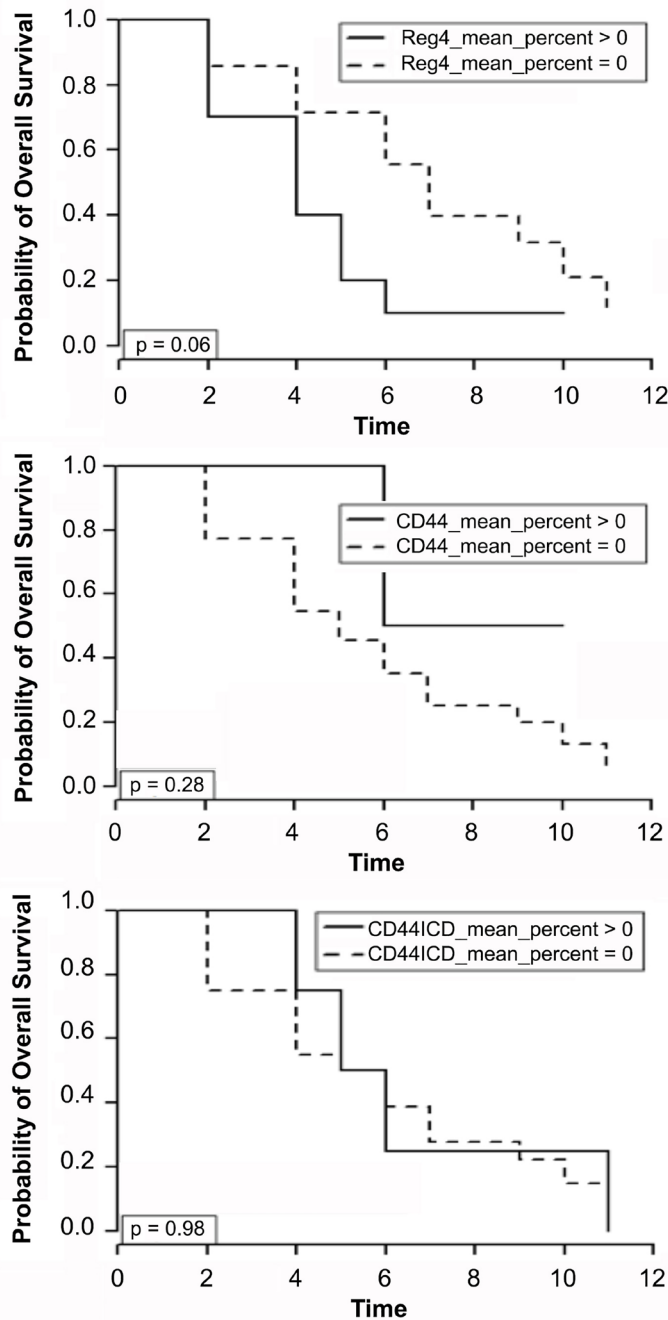 Probability of Overall Survival
1.0
0.8
0.6
0.4
0.2
0.0
Reg4_mean_percent > 0
Reg4_mean_percent = 0
p = 0.06
0 2 4 6 8 10 12
Time
Probability of Overall Survival
1.0
0.8
0.6
0.4
0.2
0.0
CD44_mean_percent > 0
CD44_mean_percent = 0
p = 0.28
0 2 4 6 8 10 12
Time
Probability of Overall Survival
1.0
0.8
0.6
0.4
0.2
0.0
CD44ICD_mean_percent > 0
CD44ICD_mean_percent = 0
p = 0.98
0 2 4 6 8 10 12
Time